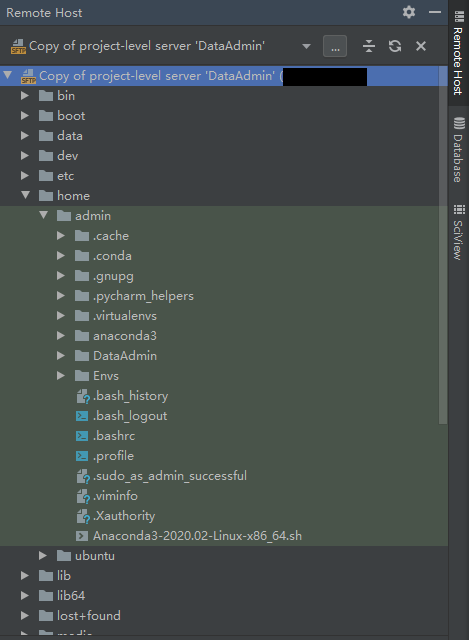 Remote Host
Copy of project-level server 'DataAdmin'
...
Copy of project-level server 'DataAdmin' (
bin
boot
data
dev
etc
home
admin
.cache
.conda
.gnupg
.pycharm_helpers
.virtualenvs
anaconda3
DataAdmin
Envs
.bash_history
.bash_logout
.bashrc
.profile
.sudo_as_admin_successful
.viminfo
.Xauthority
Anaconda3-2020.02-Linux-x86_64.sh
ubuntu
lib
lib64
lost+found
media
Remote Host
Database
SciView